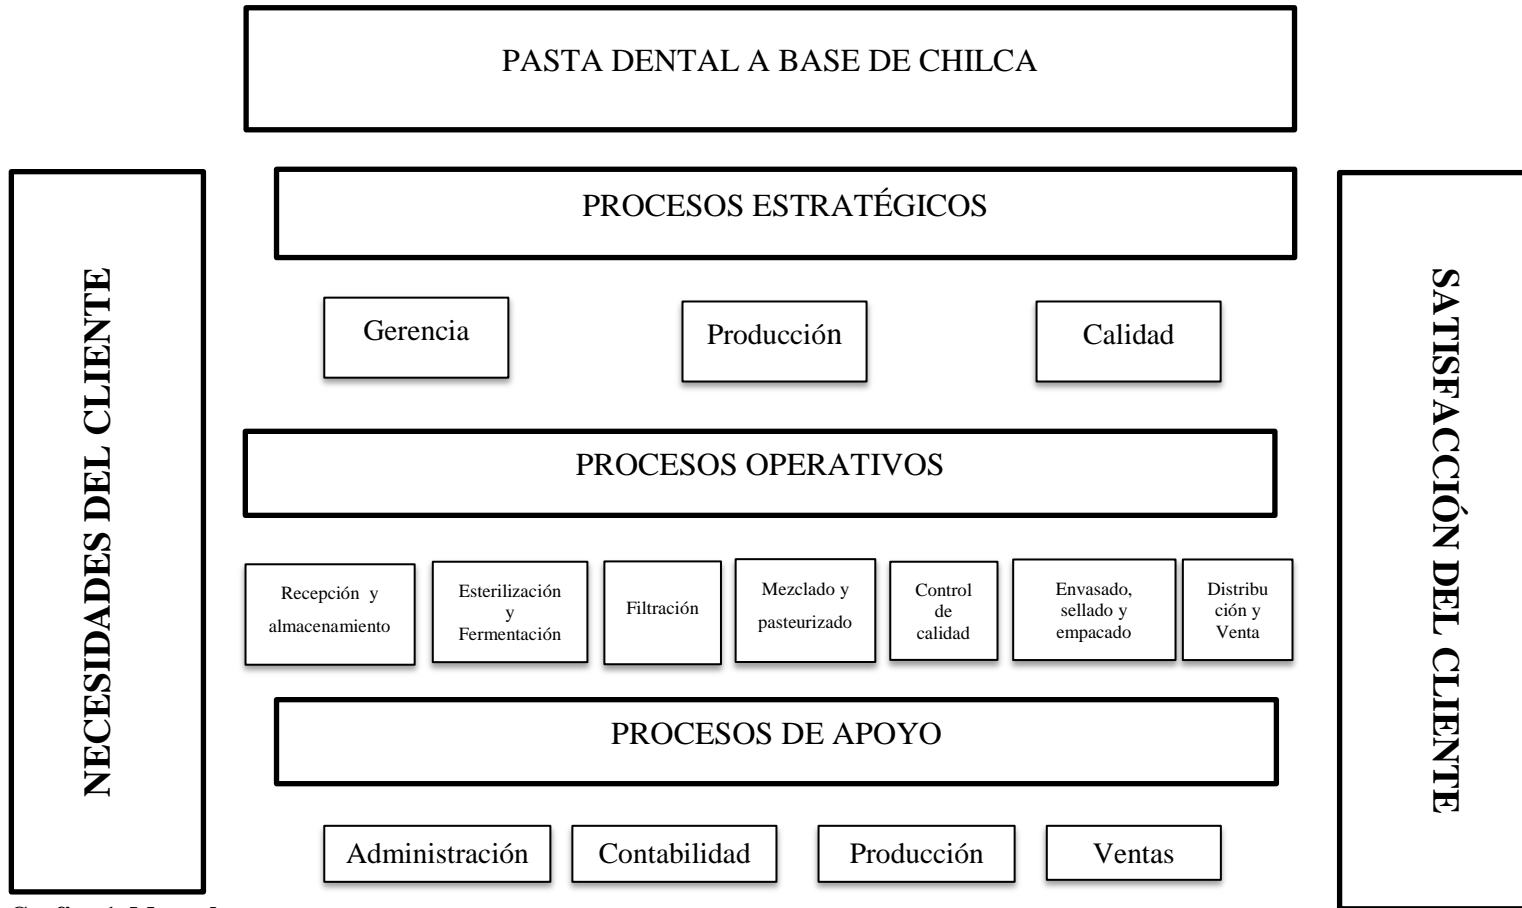 PASTA DENTAL A BASE DE CHILCA
NECESIDADES DEL CLIENTE
PROCESOS ESTRATÉGICOS
Gerencia
Producción
Calidad
PROCESOS OPERATIVOS
Recepción y
almacenamiento
Esterilización
y
Fermentación
Filtración
Mezclado y
pasteurizado
Control
de
calidad
Envasado,
sellado y
empacado
Distribu
ción y
Venta
PROCESOS DE APOYO
Administración
Contabilidad
Producción
Ventas
SATISFACCIÓN DEL CLIENTE